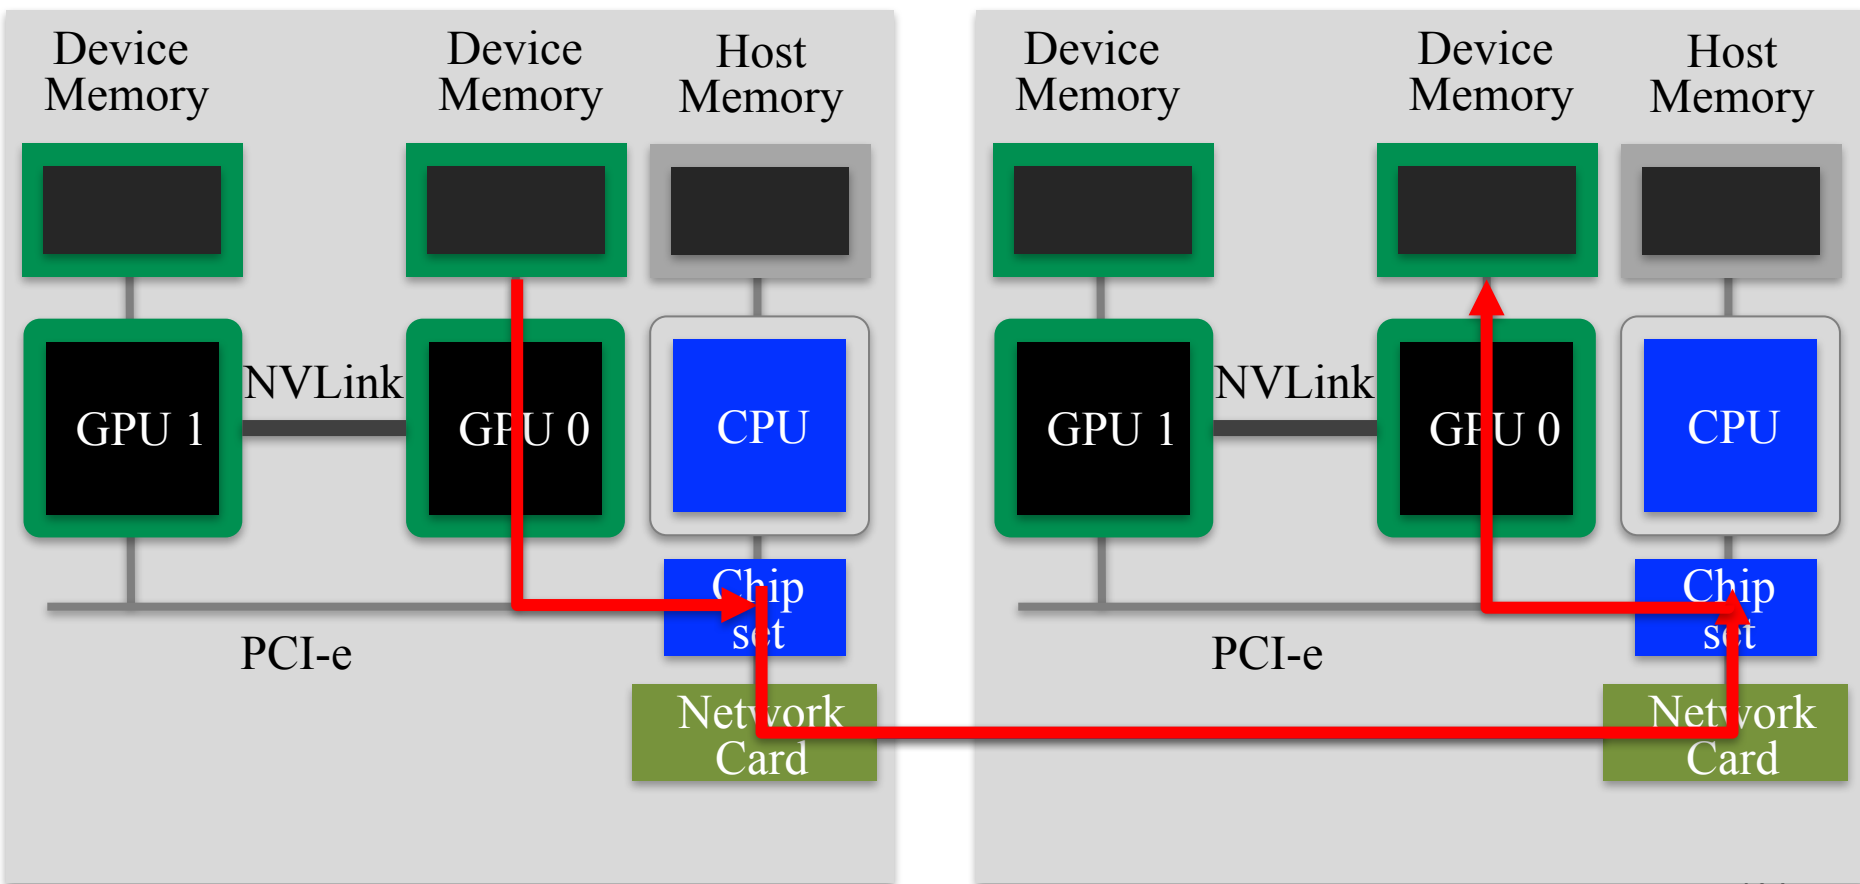 Device
Memory
Device
Memory
Host
Memory
GPU 1
NVLink
GPU 0
CPU
Chip
set
PCI-e
Network
Card
Device
Memory
Device
Memory
Host
Memory
GPU 1
NVLink
GPU 0
CPU
Chip
set
PCI-e
Network
Card